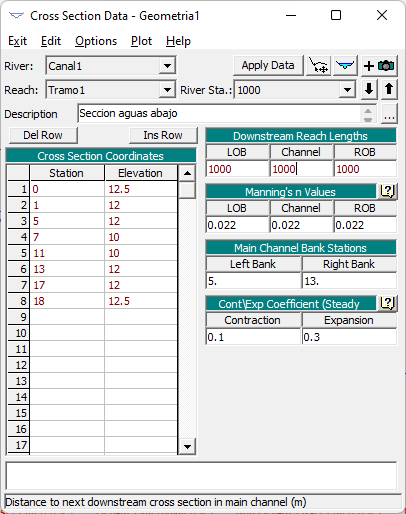 Cross Section Data - Geometria1
Exit Edit Options Plot Help
River: Canal1 Apply Data
Reach: Tramo1 River Sta.: 1000
Description Seccion aguas abajo ...
Del Row Ins Row
Cross Section Coordinates
Station Elevation
1 0 12.5
2 1 12
3 5 12
4 7 10
5 11 10
6 13 12
7 17 12
8 18 12.5
9
10
11
12
13
14
15
16
17
Downstream Reach Lengths
LOB Channel ROB
1000 1000 1000
Manning's n Values
LOB Channel ROB
0.022 0.022 0.022
Main Channel Bank Stations
Left Bank Right Bank
5. 13.
Cont\Exp Coefficient (Steady
Contraction Expansion
0.1 0.3
Distance to next downstream cross section in main channel (m)